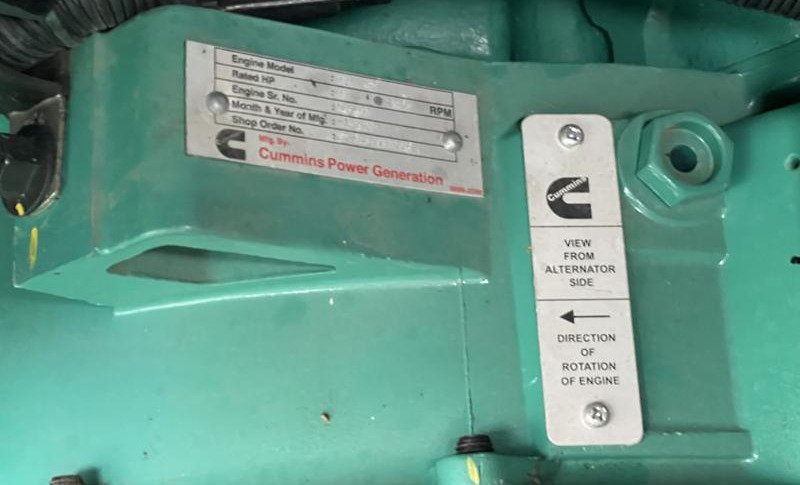 Engine Model
Rated HP
@ RPM
Engine Sr. No.
Month & Year of Mfg.
Shop Order No.
Mfg. By-
Cummins Power Generation
Cummins
VIEW
FROM
ALTERNATOR
SIDE
DIRECTION
OF
ROTATION
OF ENGINE